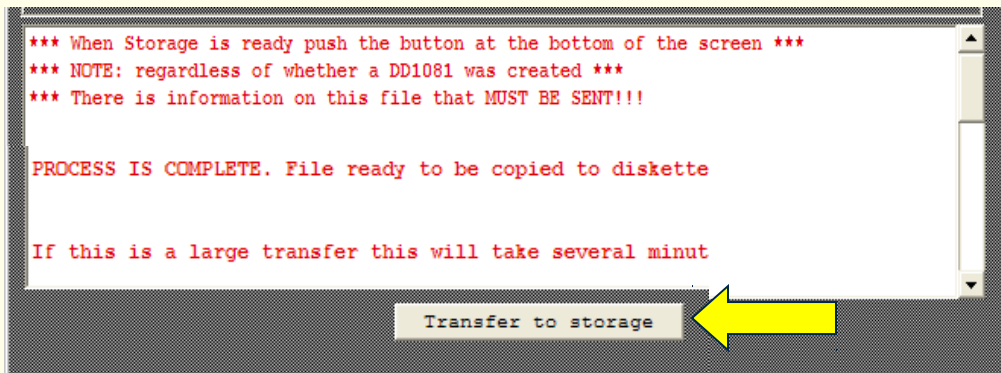 *** When Storage is ready push the button at the bottom of the screen ***
*** NOTE: regardless of whether a DD1081 was created ***
*** There is information on this file that MUST BE SENT!!!
PROCESS IS COMPLETE. File ready to be copied to diskette
If this is a large transfer this will take several minut
Transfer to storage